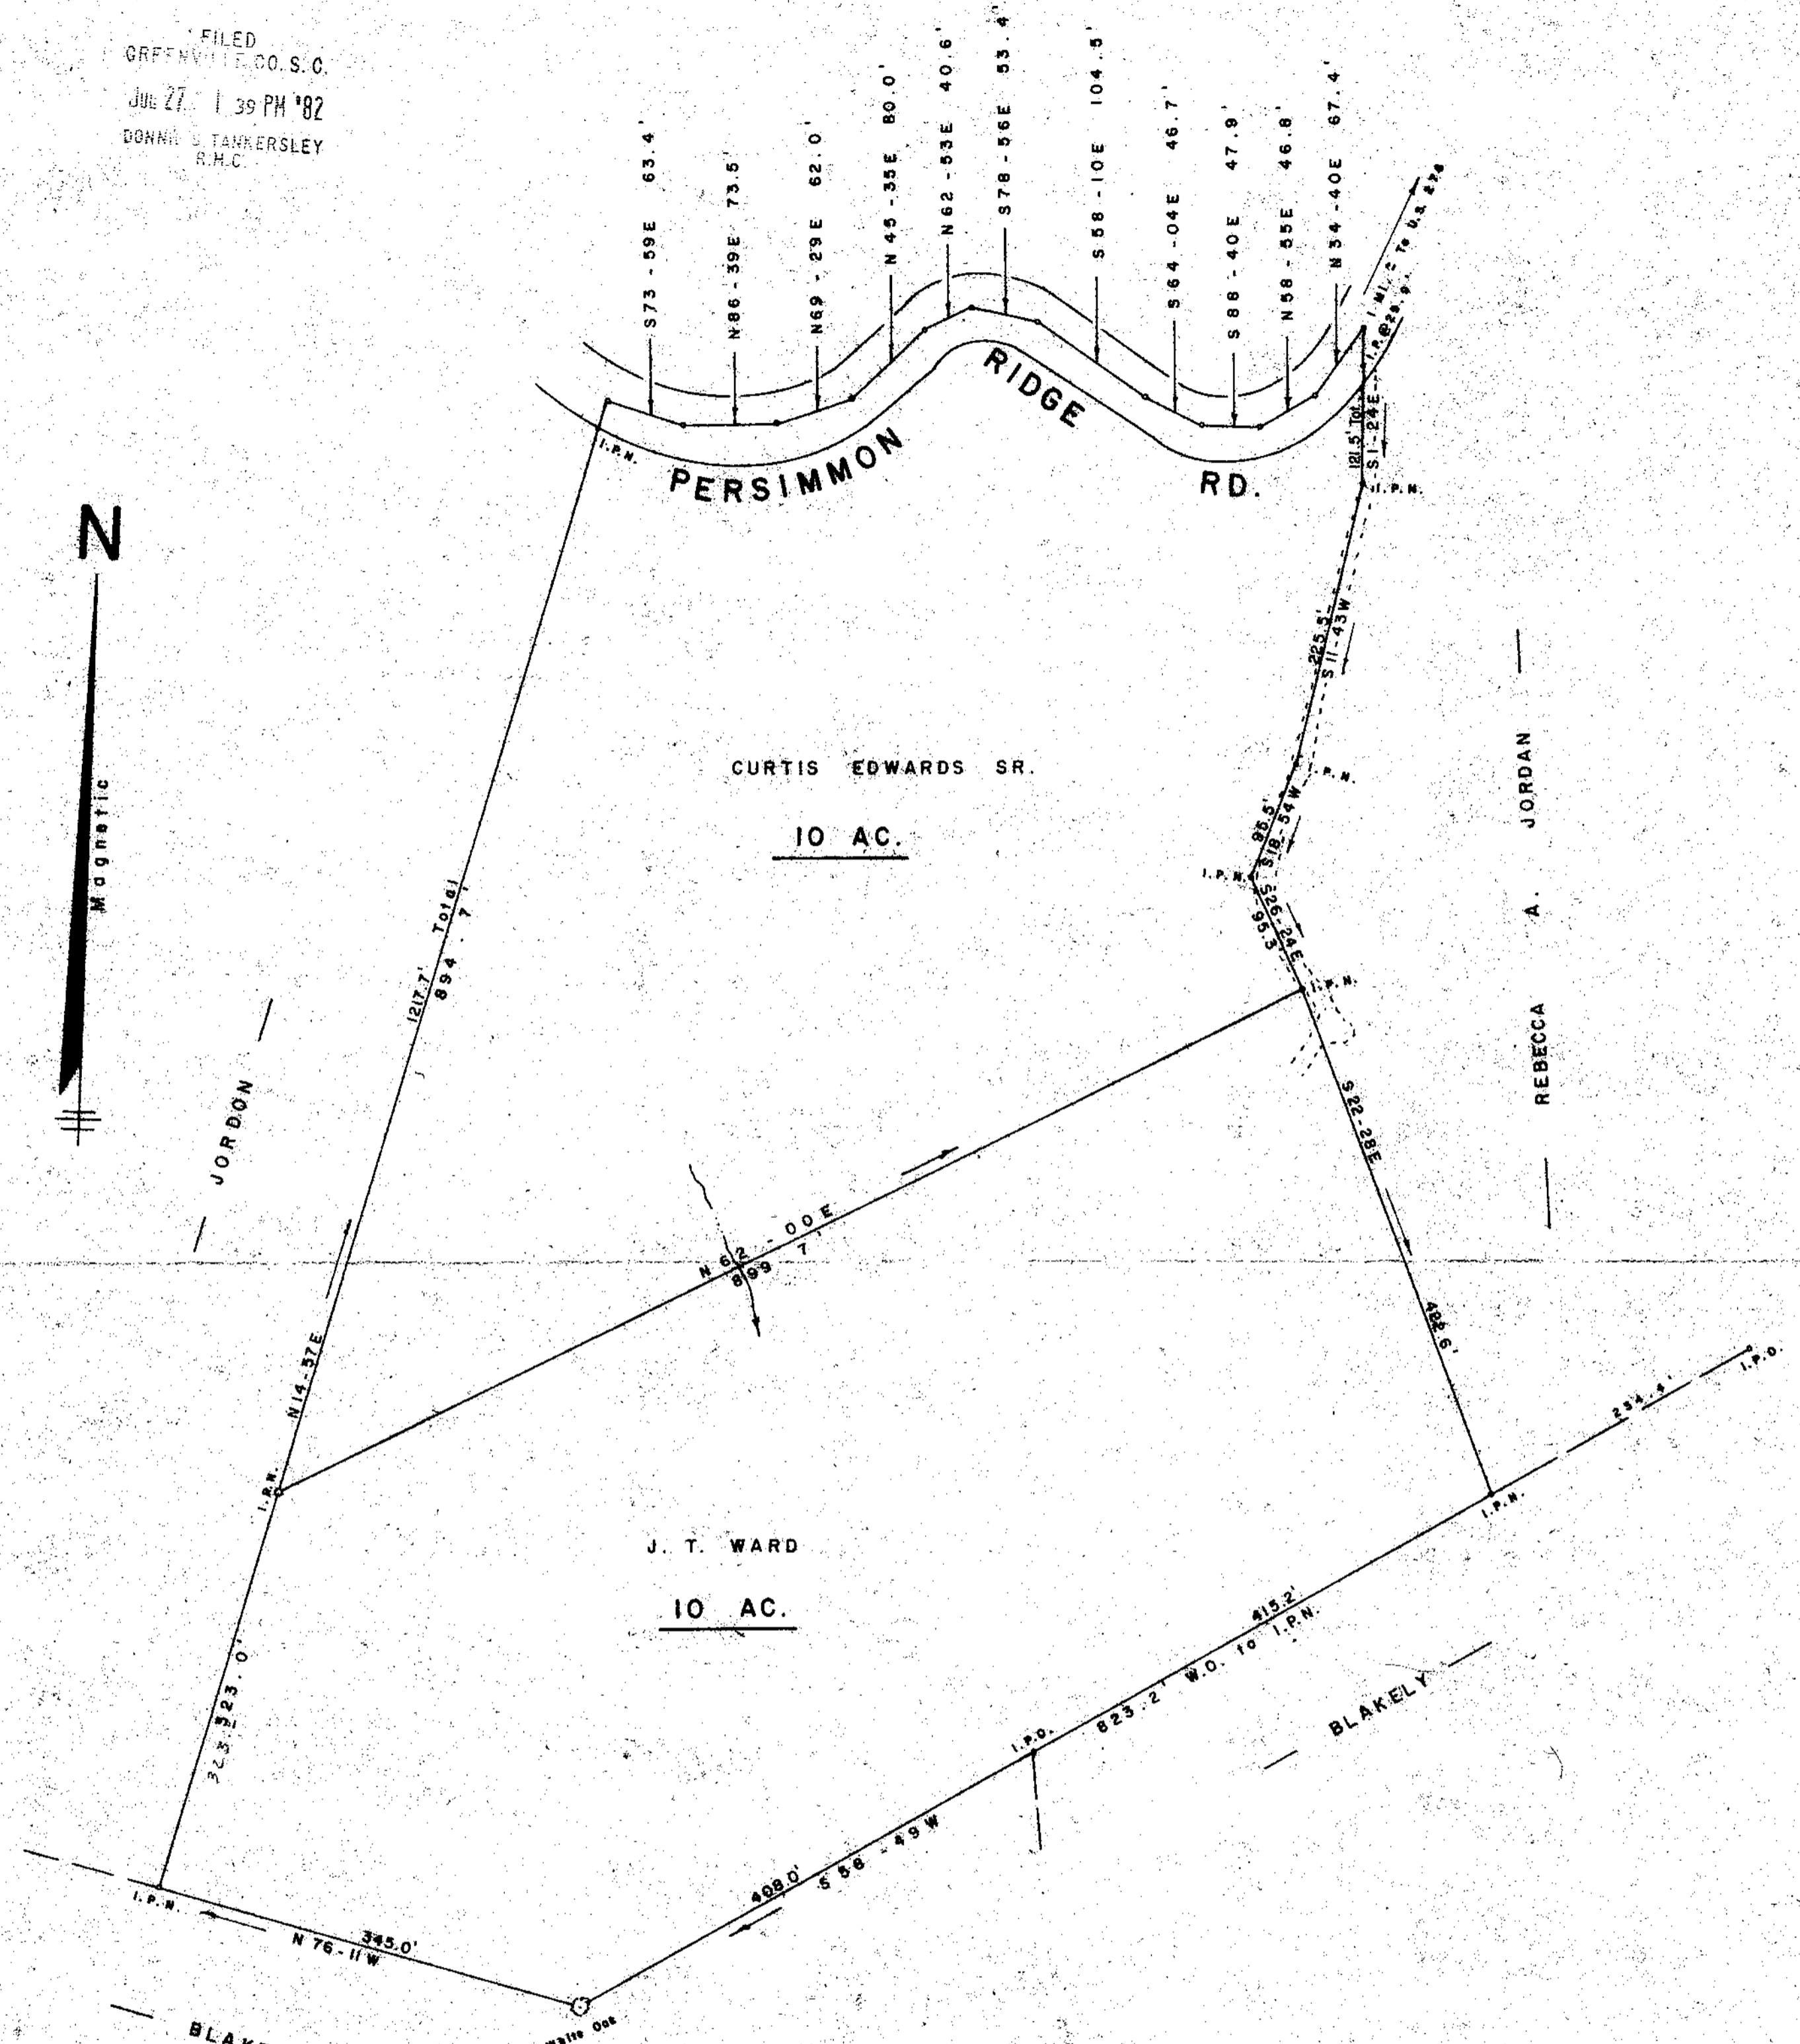 FILED
GREENVILLE CO. S. C.
JUL 27 1 39 PM '82
DONNIE S. TANKERSLEY
R.M.C.
S73-59E 63.4'
N86-39E 73.5'
N69-29E 62.0'
N45-35E 80.0'
N62-53E 40.6'
S78-56E 53.4'
S58-10E 104.5'
S64-04E 46.7'
S88-40E 47.9'
N58-55E 46.8'
N34-40E 67.4'
I.P.N.
PERSIMMON RIDGE RD.
121.5' Tot.
S1-24E
I.P.N.
N
Magnetic
225.5'
S11-43W
CURTIS EDWARDS SR.
10 AC.
I.P.N.
95.5'
S18-54W
I.P.N.
S26-24E
95.3'
I.P.N.
REBECCA A. JORDAN
1217.7' Total
894.7'
JORDON
N14-57E
N62-00E
899.7'
S22-28E
422.6'
I.P.O.
234.4'
I.P.N.
I.P.N.
J. T. WARD
10 AC.
415.2'
823.2' W.O. to I.P.N.
BLAKELY
I.P.O.
323.0'
S58-49W
408.0'
I.P.N.
345.0'
N76-11W
White Oak